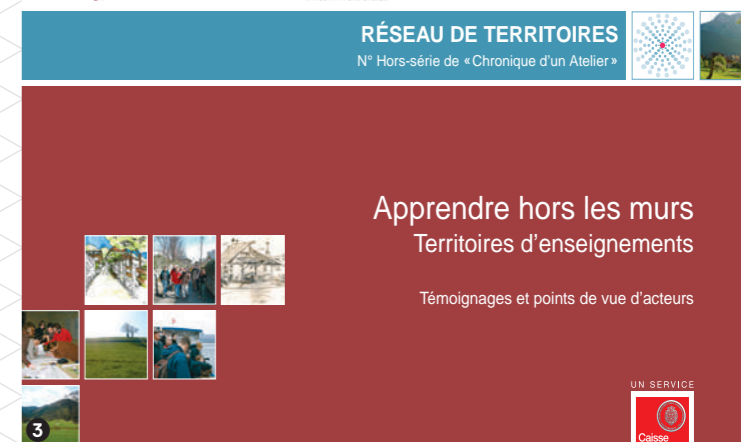 RÉSEAU DE TERRITOIRES
N° Hors-série de «Chronique d'un Atelier»
Apprendre hors les murs
Territoires d'enseignements
Témoignages et points de vue d'acteurs
UN SERVICE
Caisse
3